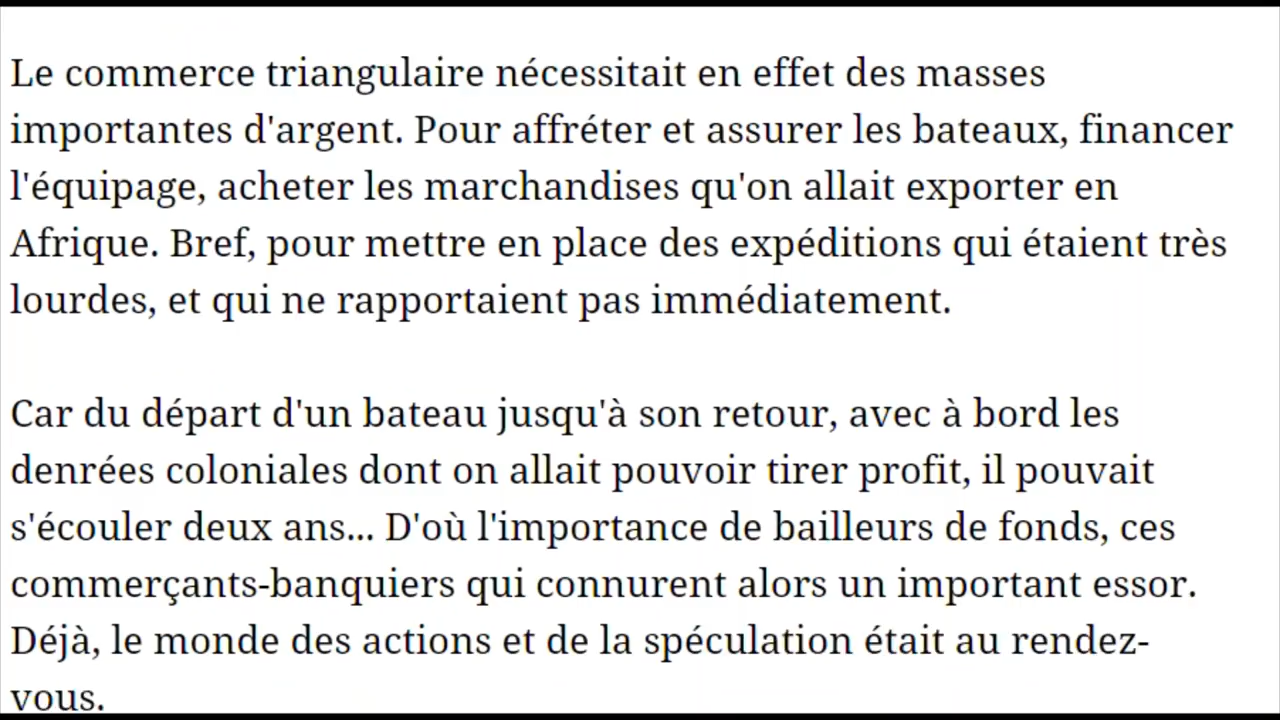 Le commerce triangulaire nécessitait en effet des masses
importantes d'argent. Pour affréter et assurer les bateaux, financer
l'équipage, acheter les marchandises qu'on allait exporter en
Afrique. Bref, pour mettre en place des expéditions qui étaient très
lourdes, et qui ne rapportaient pas immédiatement.
Car du départ d'un bateau jusqu'à son retour, avec à bord les
denrées coloniales dont on allait pouvoir tirer profit, il pouvait
s'écouler deux ans... D'où l'importance de bailleurs de fonds, ces
commerçants-banquiers qui connurent alors un important essor.
Déjà, le monde des actions et de la spéculation était au rendez-
vous.